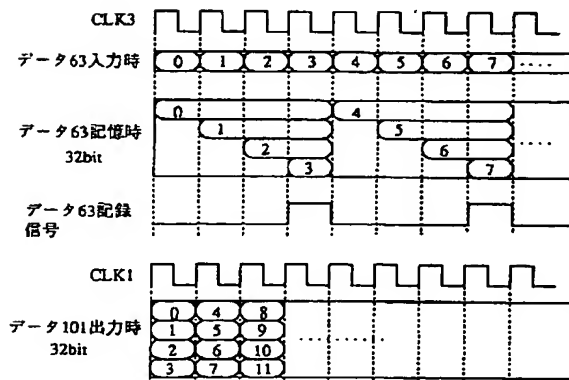 CLK3
データ63入力時 0 1 2 3 4 5 6 7 ····
0 4
データ63記憶時 1 5 ····
32bit 2 6
3 7
データ63記録
信号
CLK1
0 4 8
データ101出力時 1 5 9 ·········
32bit 2 6 10
3 7 11